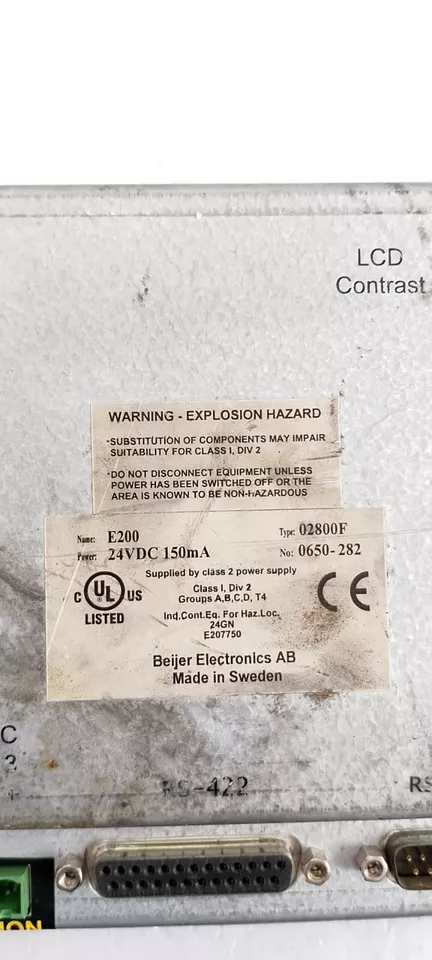 LCD
Contrast
WARNING - EXPLOSION HAZARD
·SUBSTITUTION OF COMPONENTS MAY IMPAIR
SUITABILITY FOR CLASS I, DIV 2
·DO NOT DISCONNECT EQUIPMENT UNLESS
POWER HAS BEEN SWITCHED OFF OR THE
AREA IS KNOWN TO BE NON-HAZARDOUS
Name: E200 Type: 02800F
Power: 24VDC 150mA No: 0650-282
Supplied by class 2 power supply
C UL US
LISTED
Class I, Div 2
Groups A,B,C,D, T4
Ind.Cont.Eq. For Haz.Loc.
24GN
E207750
CE
Beijer Electronics AB
Made in Sweden
C
3
RS-422
RS
ION